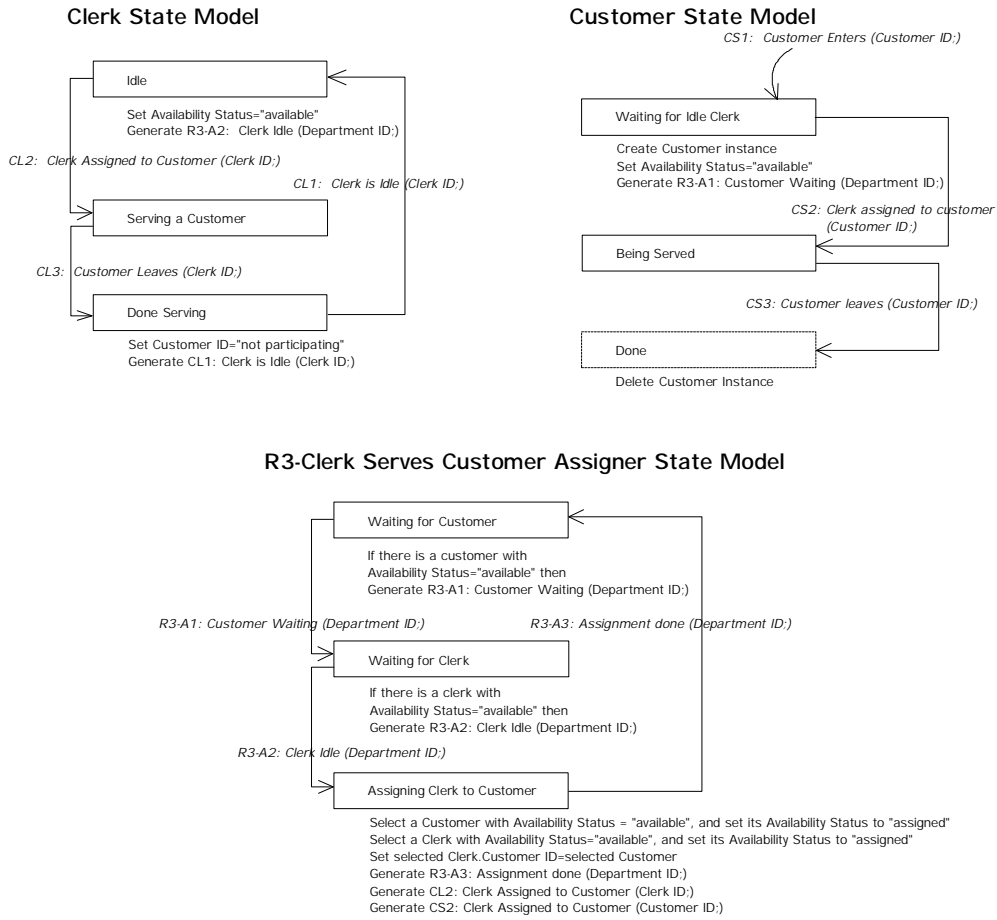 Clerk State Model
Idle
Set Availability Status="available"
Generate R3-A2: Clerk Idle (Department ID;)
CL2: Clerk Assigned to Customer (Clerk ID;)
CL1: Clerk is Idle (Clerk ID;)
Serving a Customer
CL3: Customer Leaves (Clerk ID;)
Done Serving
Set Customer ID="not participating"
Generate CL1: Clerk is Idle (Clerk ID;)
Customer State Model
CS1: Customer Enters (Customer ID;)
Waiting for Idle Clerk
Create Customer instance
Set Availability Status="available"
Generate R3-A1: Customer Waiting (Department ID;)
CS2: Clerk assigned to customer
(Customer ID;)
Being Served
CS3: Customer leaves (Customer ID;)
Done
Delete Customer Instance
R3-Clerk Serves Customer Assigner State Model
Waiting for Customer
If there is a customer with
Availability Status="available" then
Generate R3-A1: Customer Waiting (Department ID;)
R3-A1: Customer Waiting (Department ID;)
R3-A3: Assignment done (Department ID;)
Waiting for Clerk
If there is a clerk with
Availability Status="available" then
Generate R3-A2: Clerk Idle (Department ID;)
R3-A2: Clerk Idle (Department ID;)
Assigning Clerk to Customer
Select a Customer with Availability Status = "available", and set its Availability Status to "assigned"
Select a Clerk with Availability Status="available", and set its Availability Status to "assigned"
Set selected Clerk.Customer ID=selected Customer
Generate R3-A3: Assignment done (Department ID;)
Generate CL2: Clerk Assigned to Customer (Clerk ID;)
Generate CS2: Clerk Assigned to Customer (Customer ID;)